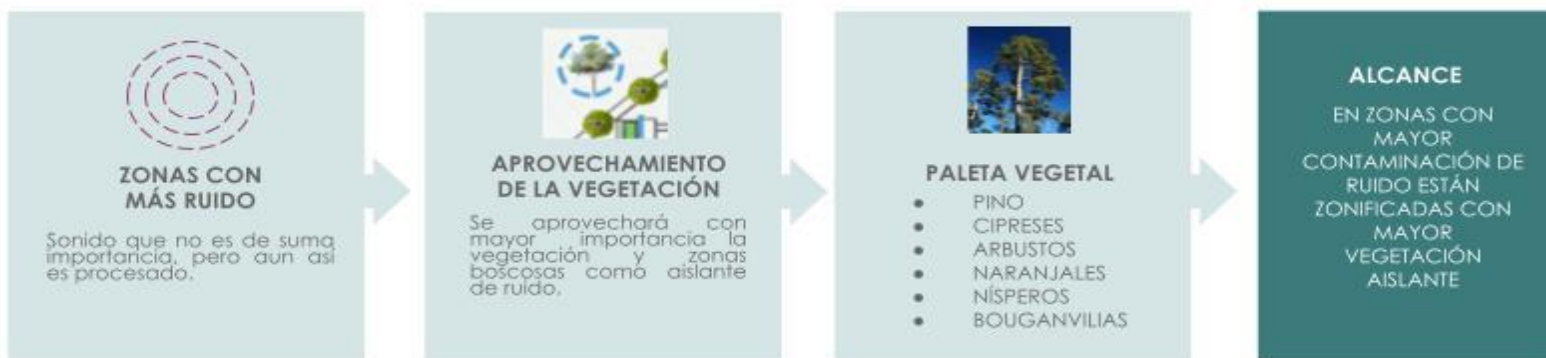 ZONAS CON
MÁS RUIDO
Sonido que no es de suma
importancia, pero aun así
es procesado.
APROVECHAMIENTO
DE LA VEGETACIÓN
Se aprovechará con
mayor importancia la
vegetación y zonas
boscosas como aislante
de ruido.
PALETA VEGETAL
● PINO
● CIPRESES
● ARBUSTOS
● NARANJALES
● NÍSPEROS
● BOUGANVILIAS
ALCANCE
EN ZONAS CON
MAYOR
CONTAMINACIÓN DE
RUIDO ESTÁN
ZONIFICADAS CON
MAYOR
VEGETACIÓN
AISLANTE